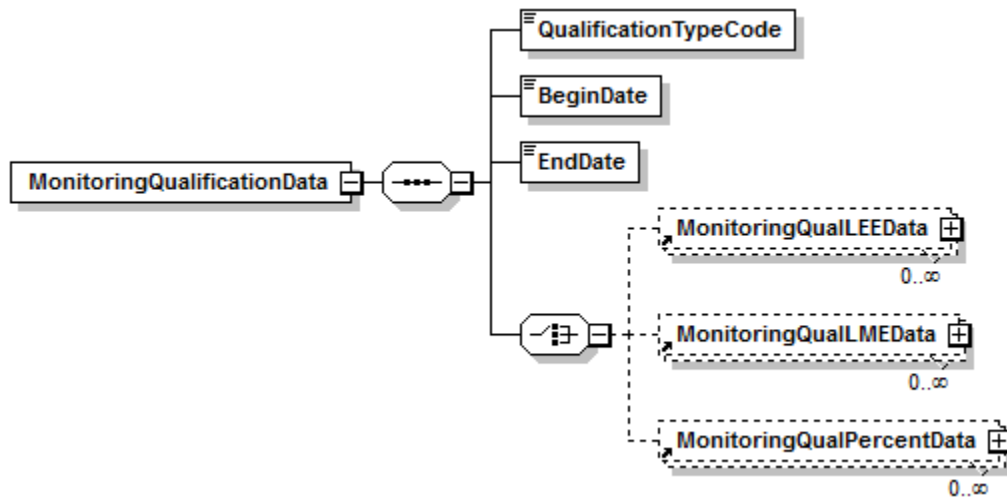 QualificationTypeCode
BeginDate
EndDate
MonitoringQualificationData
MonitoringQualLEEData
0..∞
MonitoringQualLMEData
0..∞
MonitoringQualPercentData
0..∞